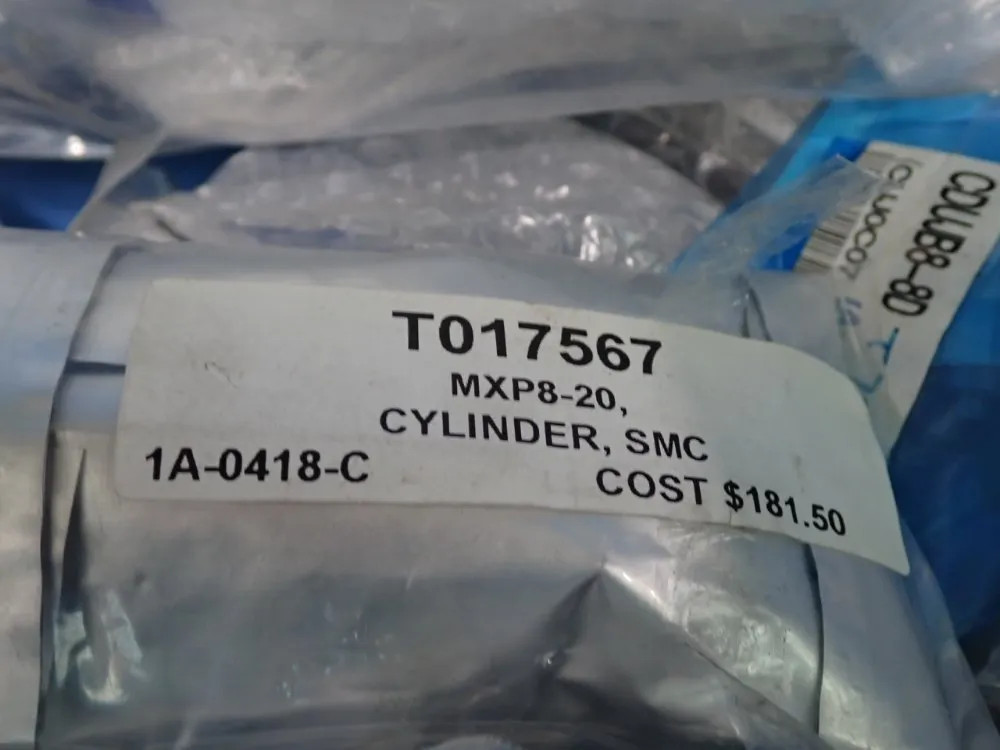 T017567
MXP8-20,
CYLINDER, SMC
1A-0418-C
COST $181.50
CDUJB8-8D